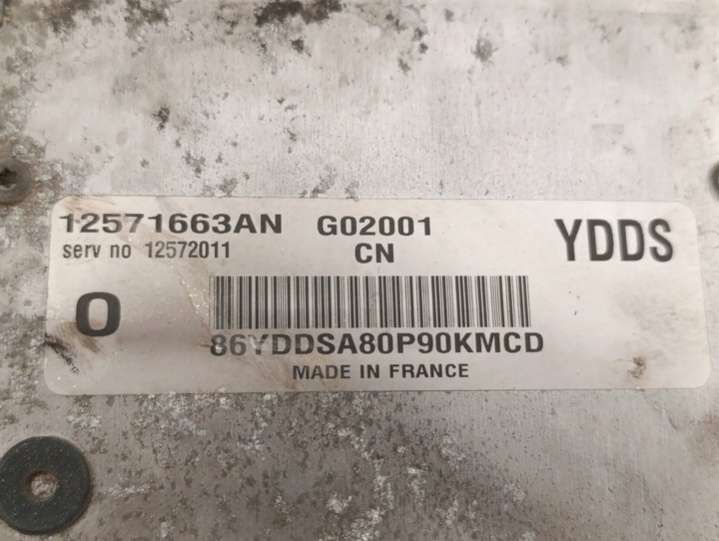 12571663AN G02001 YDDS
serv no 12572011 CN
0
86YDDSA80P90KMCD
MADE IN FRANCE